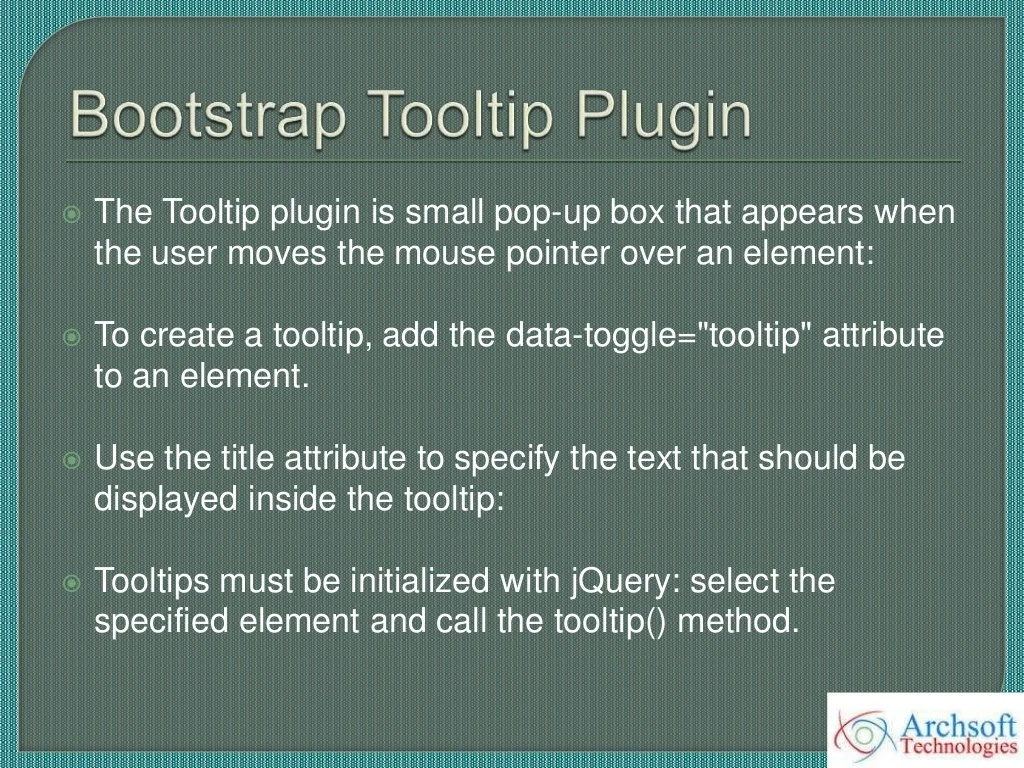 Bootstrap Tooltip Plugin
The Tooltip plugin is small pop-up box that appears when
the user moves the mouse pointer over an element:
To create a tooltip, add the data-toggle="tooltip" attribute
to an element.
Use the title attribute to specify the text that should be
displayed inside the tooltip:
Tooltips must be initialized with jQuery: select the
specified element and call the tooltip() method.
Archsoft
Technologies